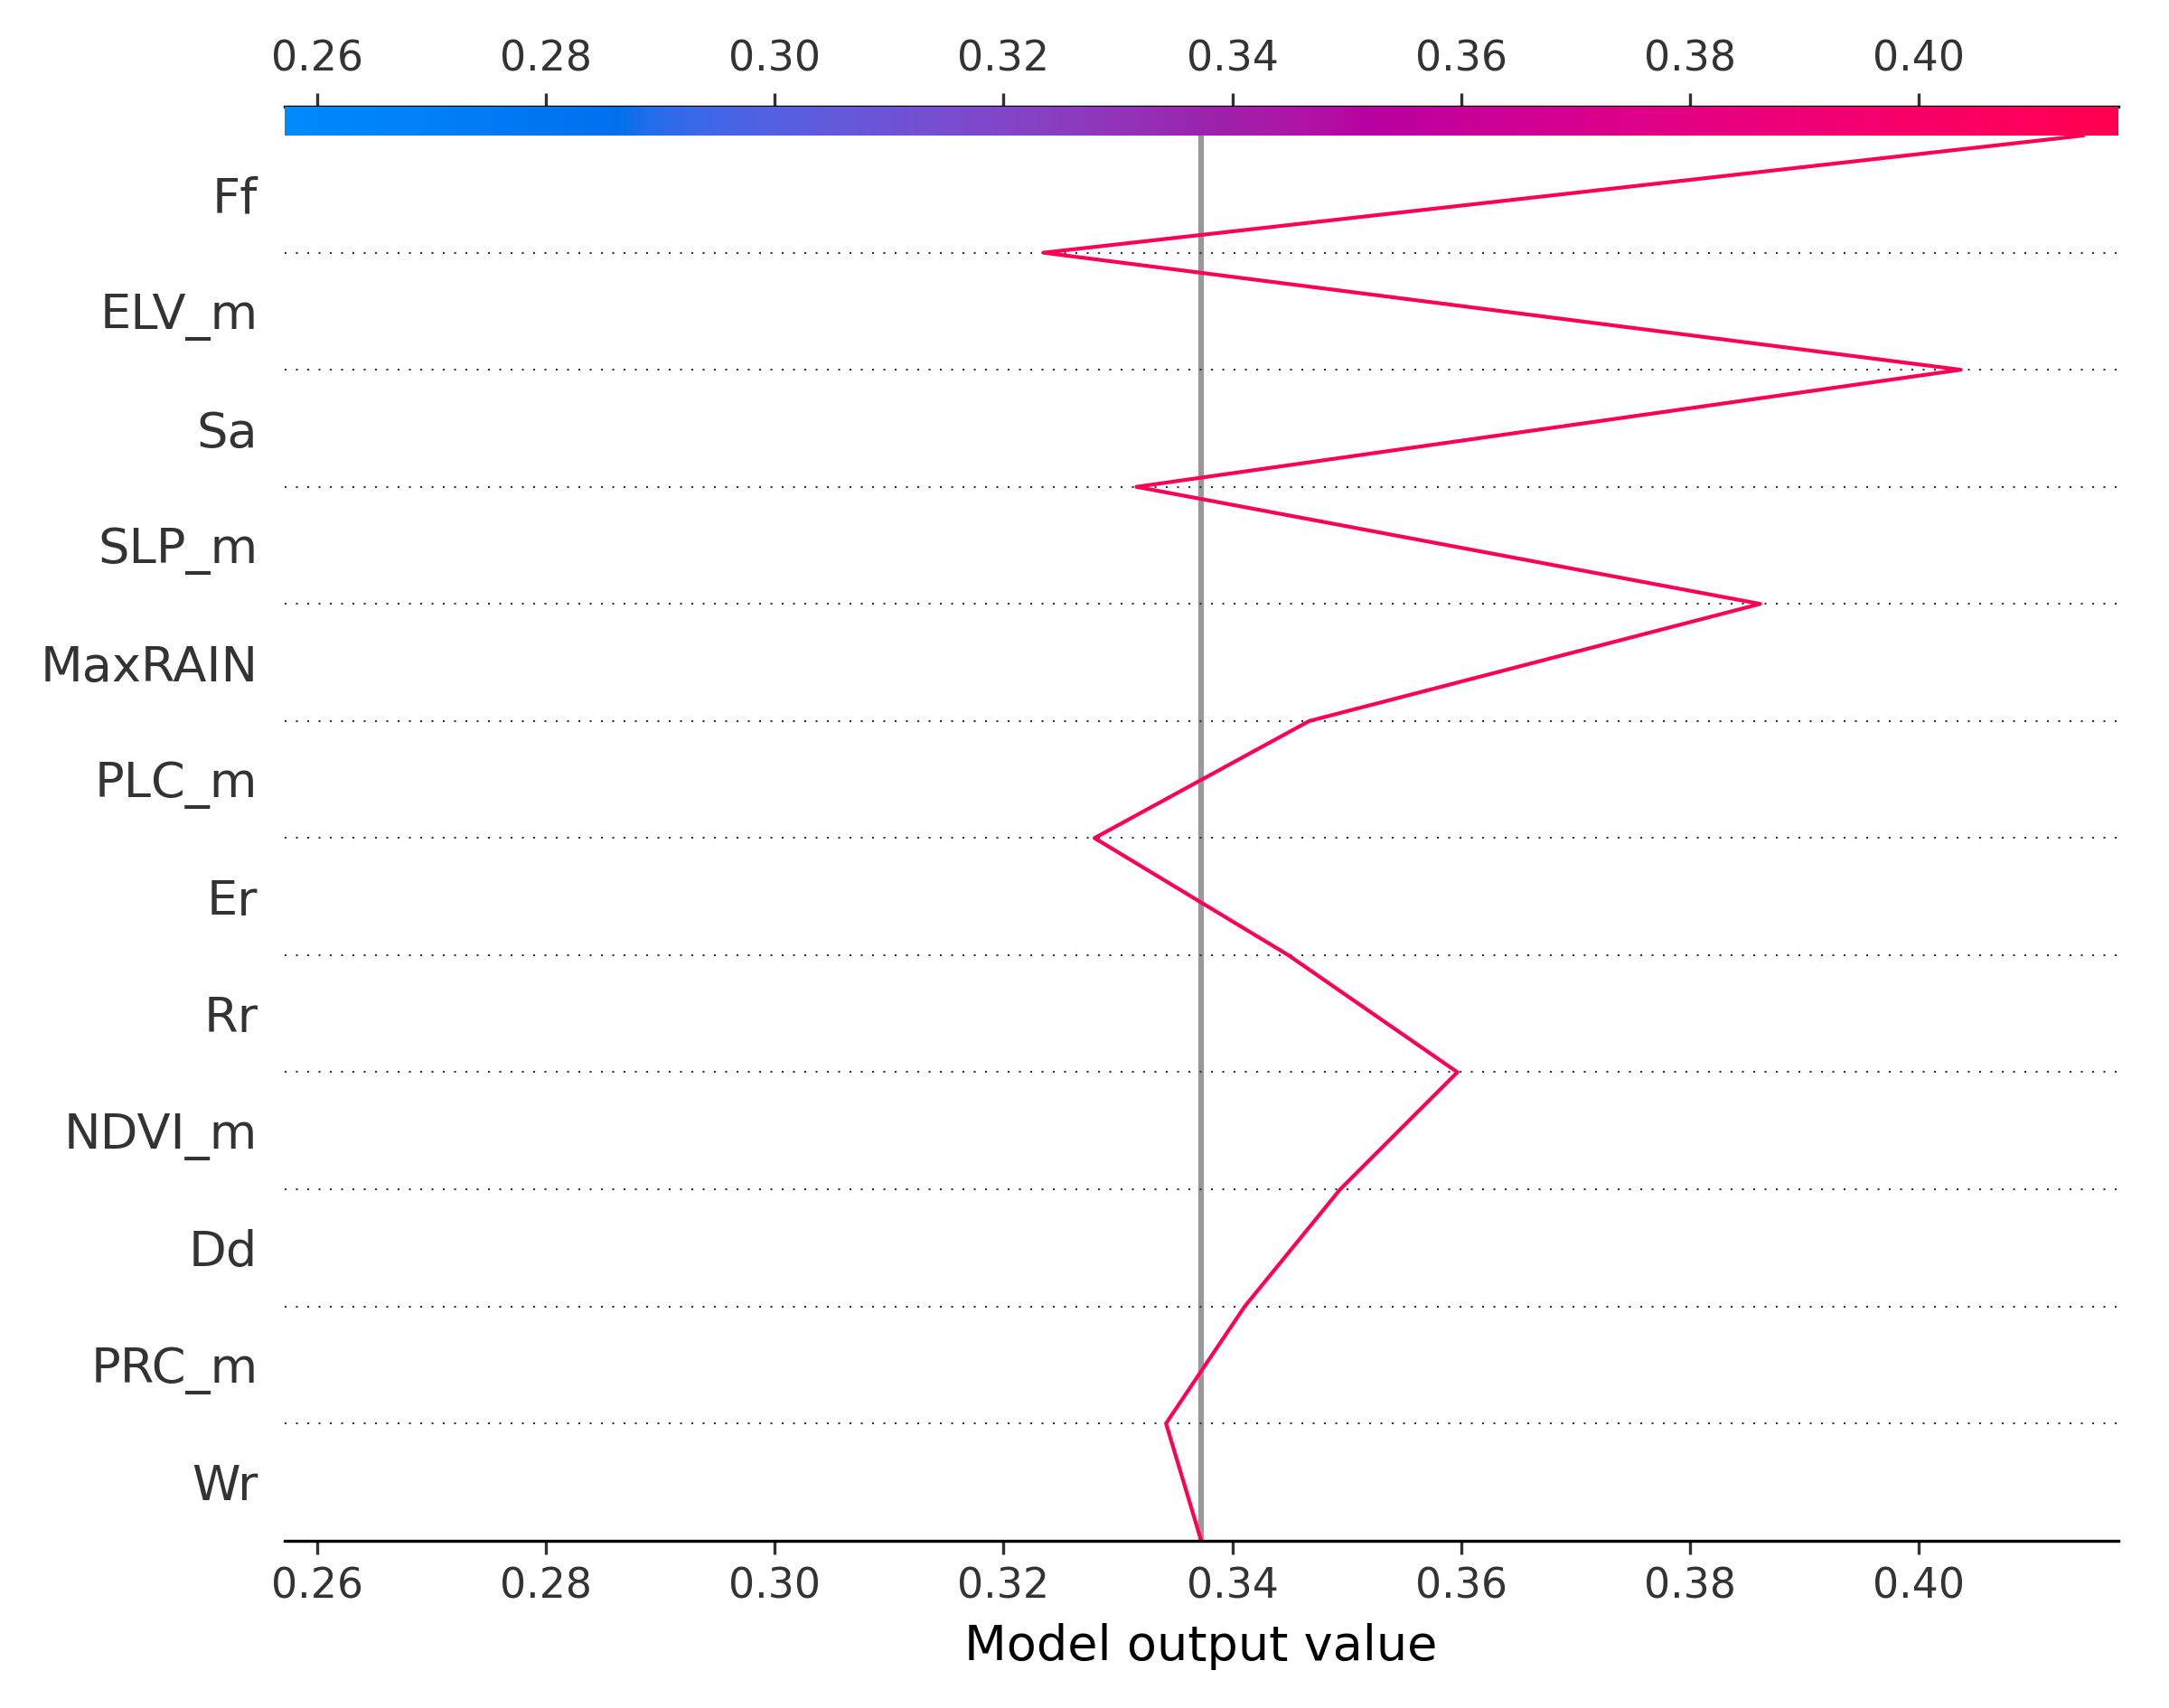 0.26 0.28 0.30 0.32 0.34 0.36 0.38 0.40
Ff
ELV_m
Sa
SLP_m
MaxRAIN
PLC_m
Er
Rr
NDVI_m
Dd
PRC_m
Wr
0.26 0.28 0.30 0.32 0.34 0.36 0.38 0.40
Model output value